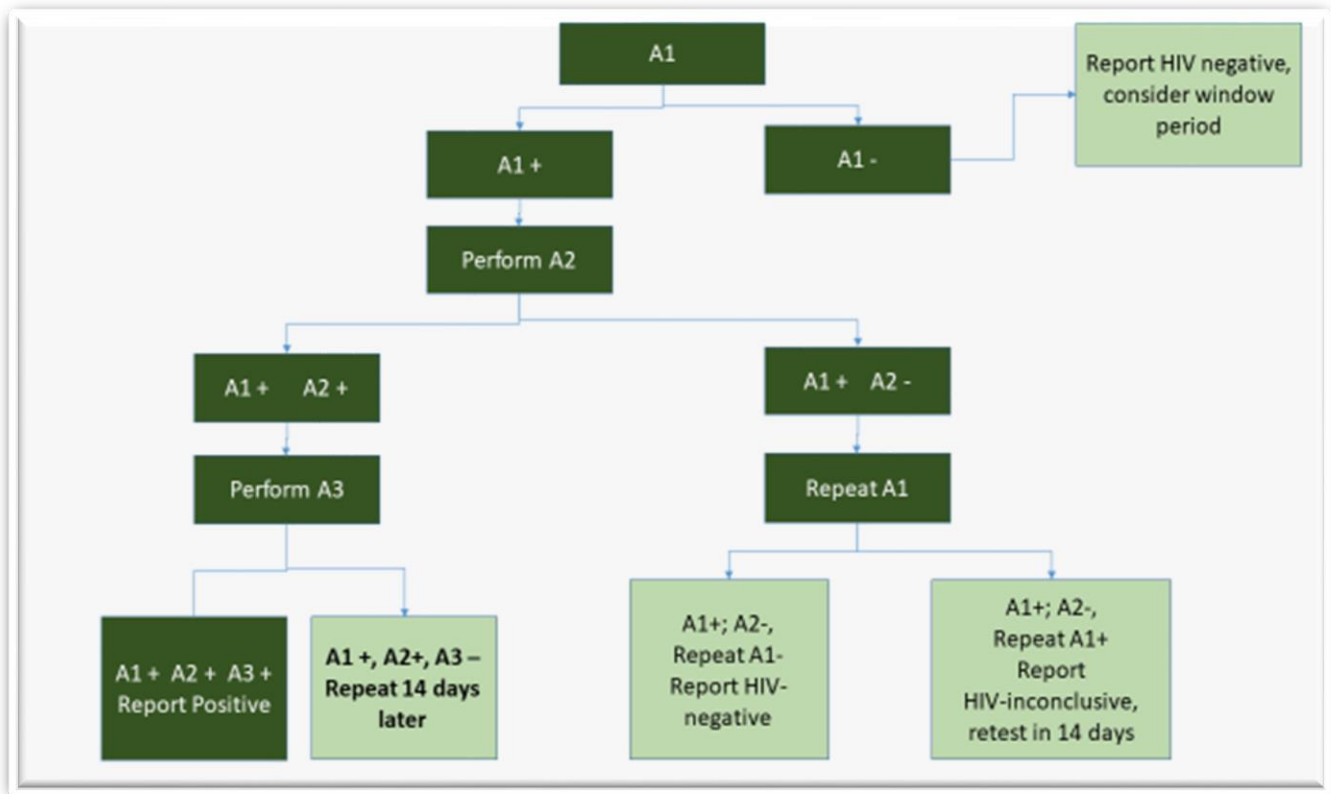 A1
Report HIV negative,
consider window
period
A1 +
A1 -
Perform A2
A1 + A2 +
A1 + A2 -
Perform A3
Repeat A1
A1 + A2 + A3 +
Report Positive
A1 +, A2+, A3 –
Repeat 14 days
later
A1+; A2-,
Repeat A1-
Report HIV-
negative
A1+; A2-,
Repeat A1+
Report
HIV-inconclusive,
retest in 14 days